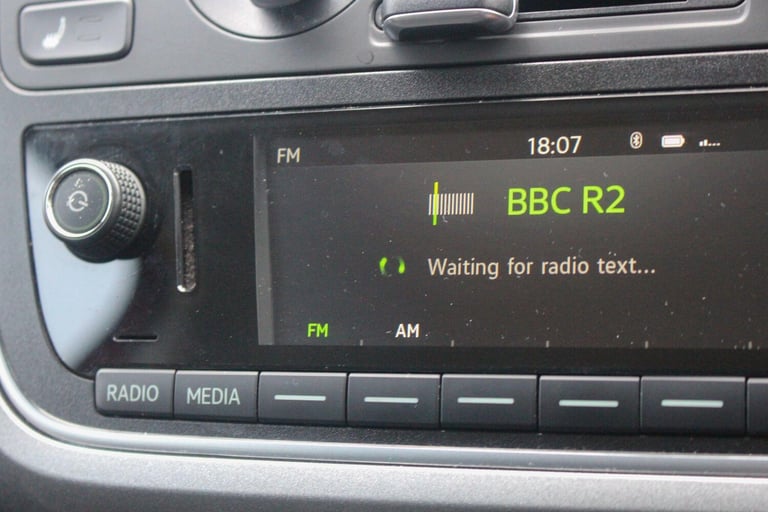 FM 18:07
BBC R2
Waiting for radio text...
FM AM
RADIO MEDIA